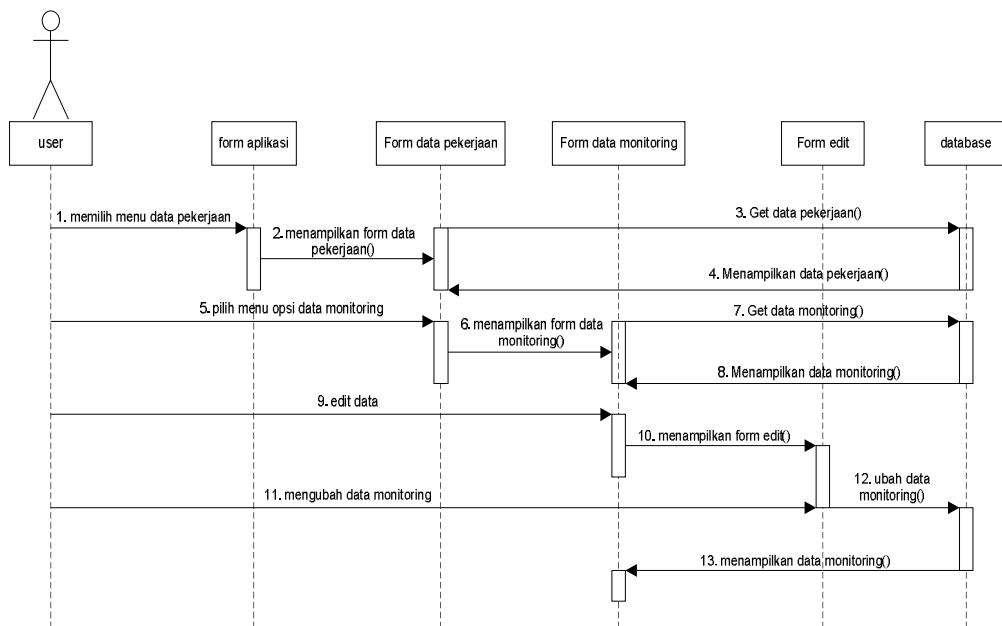 user
form aplikasi
Form data pekerjaan
Form data monitoring
Form edit
database
1. memilih menu data pekerjaan
2. menampilkan form data
pekerjaan()
3. Get data pekerjaan()
4. Menampilkan data pekerjaan()
5. pilih menu opsi data monitoring
6. menampilkan form data
monitoring()
7. Get data monitoring()
8. Menampilkan data monitoring()
9. edit data
10. menampilkan form edit()
11. mengubah data monitoring
12. ubah data
monitoring()
13. menampilkan data monitoring()